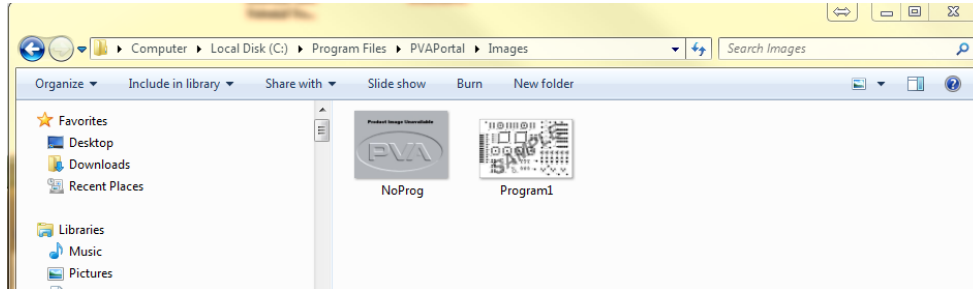 Computer ▸ Local Disk (C:) ▸ Program Files ▸ PVAPortal ▸ Images
Search Images
Organize Include in library Share with Slide show Burn New folder
Favorites
Desktop
Downloads
Recent Places
Libraries
Music
Pictures
Product Image Unavailable
PVA
NoProg
SAMPLE
Program1